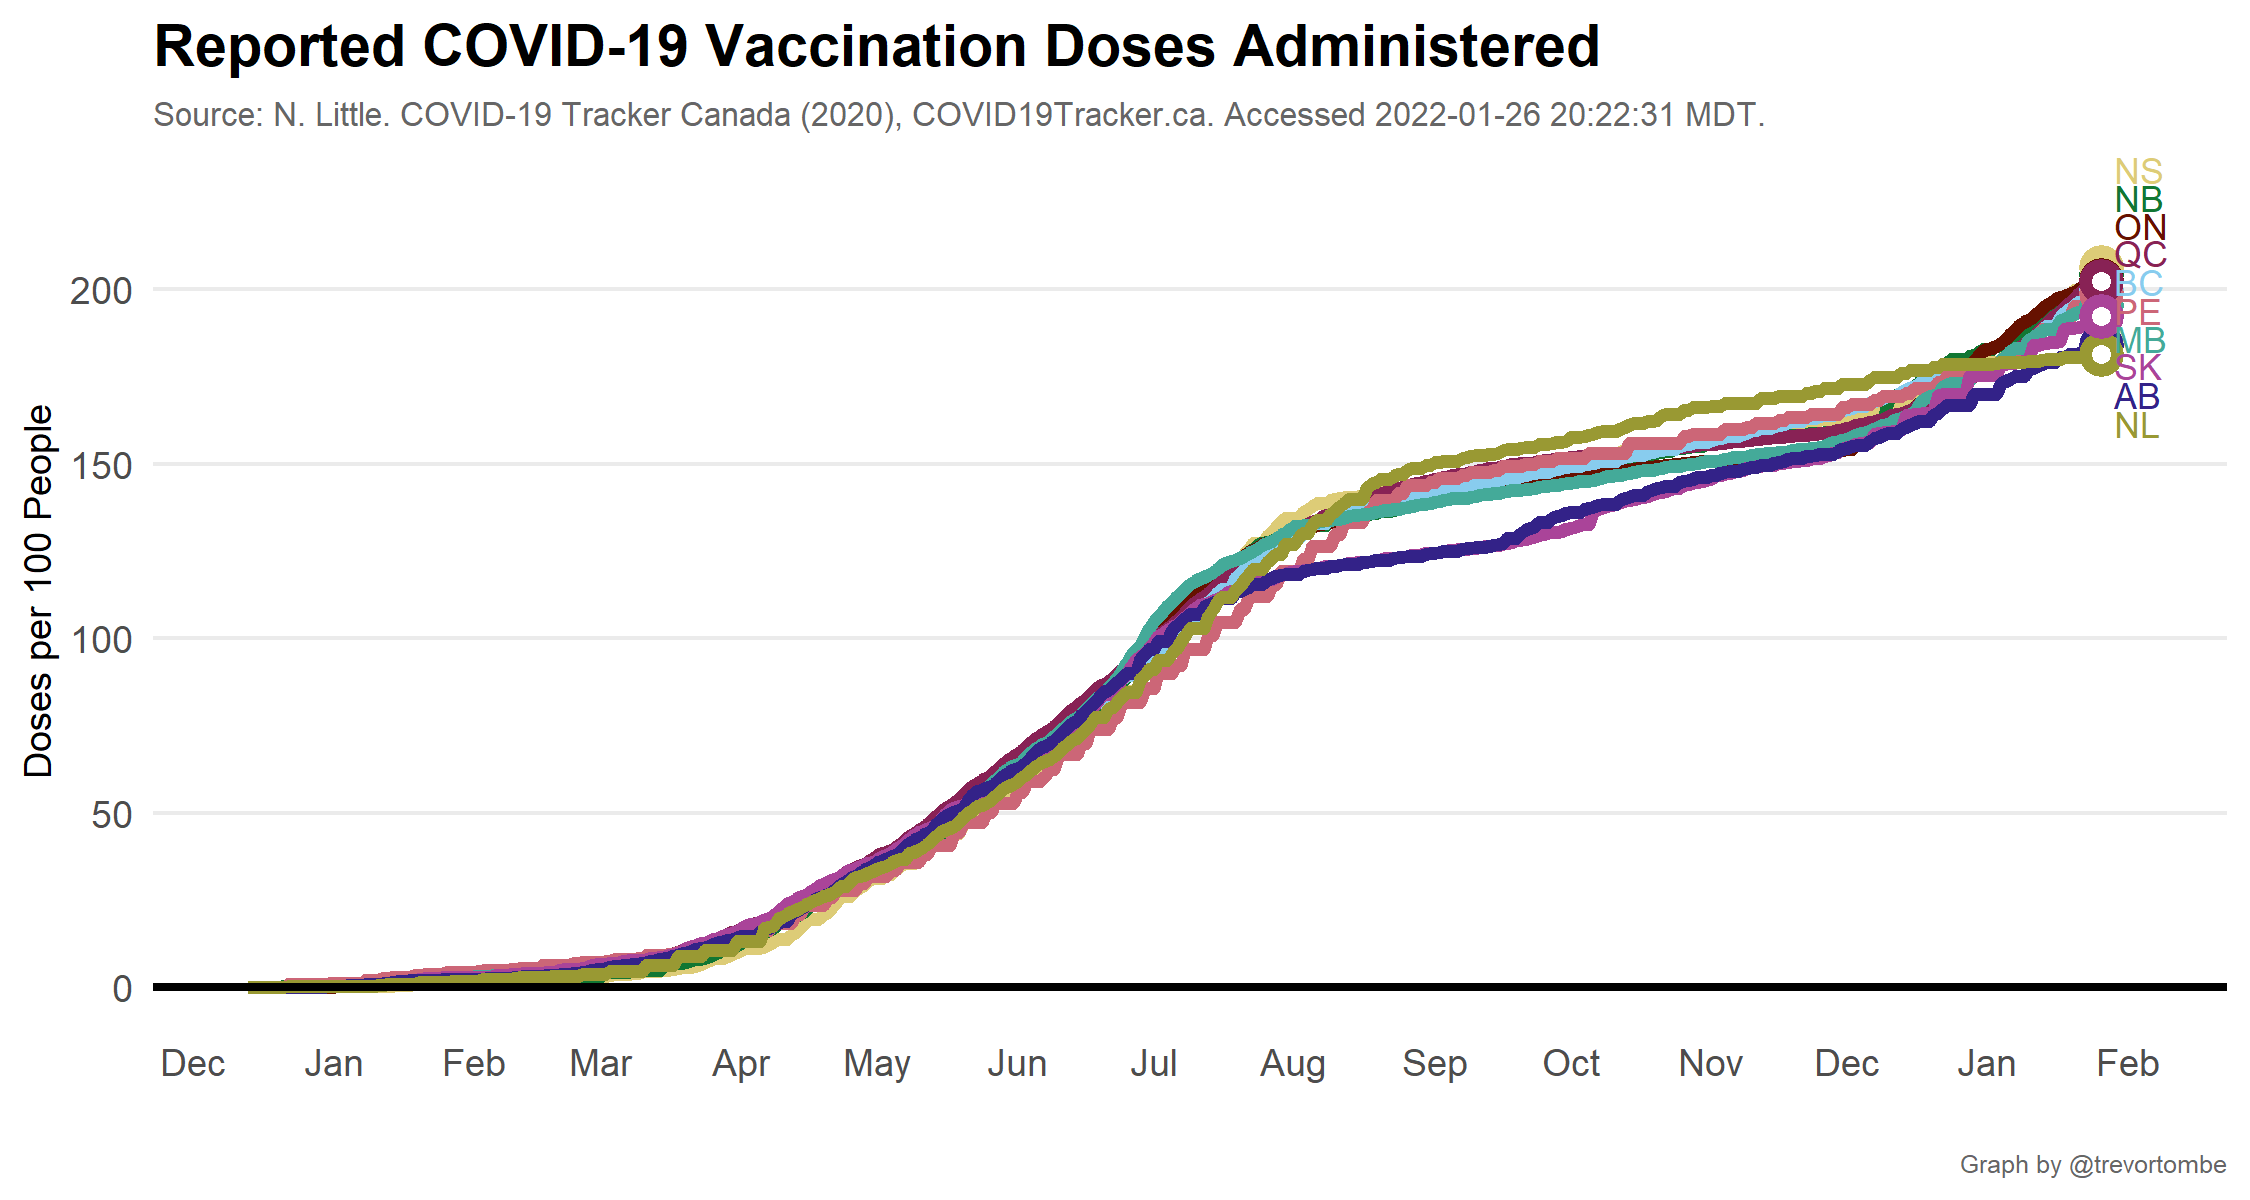 Reported COVID-19 Vaccination Doses Administered
Source: N. Little. COVID-19 Tracker Canada (2020), COVID19Tracker.ca. Accessed 2022-01-26 20:22:31 MDT.
NS
NB
ON
QC
BC
PE
MB
SK
AB
NL
200
150
100
50
0
Doses per 100 People
Dec Jan Feb Mar Apr May Jun Jul Aug Sep Oct Nov Dec Jan Feb
Graph by @trevortombe